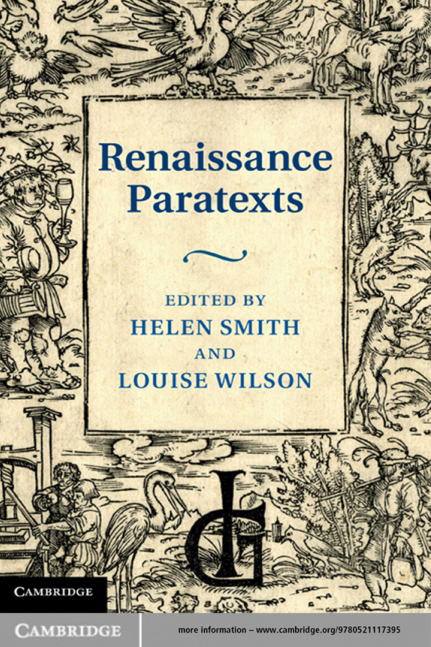 Renaissance
Paratexts
EDITED BY
HELEN SMITH
AND
LOUISE WILSON
CAMBRIDGE
CAMBRIDGE
more information – www.cambridge.org/9780521117395